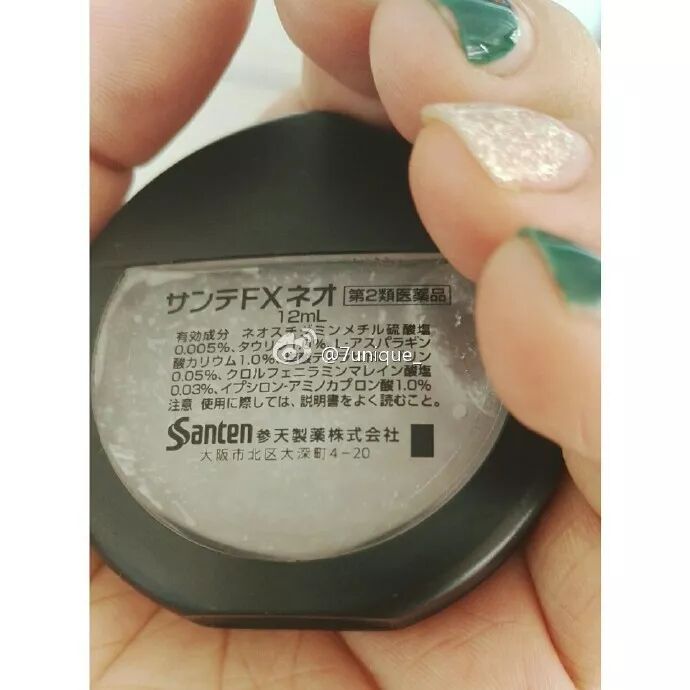 サンテFXネオ 第2類医薬品
12mL
有効成分 ネオスチグミンメチル硫酸塩
0.005%、タウリ %、L-アスパラギン
酸カリウム1.0% 酸テ ン
0.05%、クロルフェニラミンマレイン酸塩
0.03%、イプシロン-アミノカプロン酸1.0%
@7unique_
注意 使用に際しては、説明書をよく読むこと。
Santen 参天製薬株式会社
大阪市北区大深町4-20